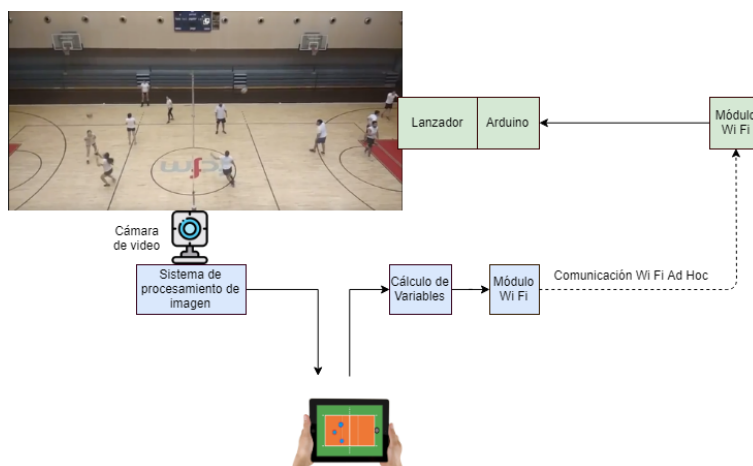 Lanzador
Arduino
Módulo
Wi Fi
Cámara
de video
Sistema de
procesamiento de
imagen
Cálculo de
Variables
Módulo
Wi Fi
Comunicación Wi Fi Ad Hoc